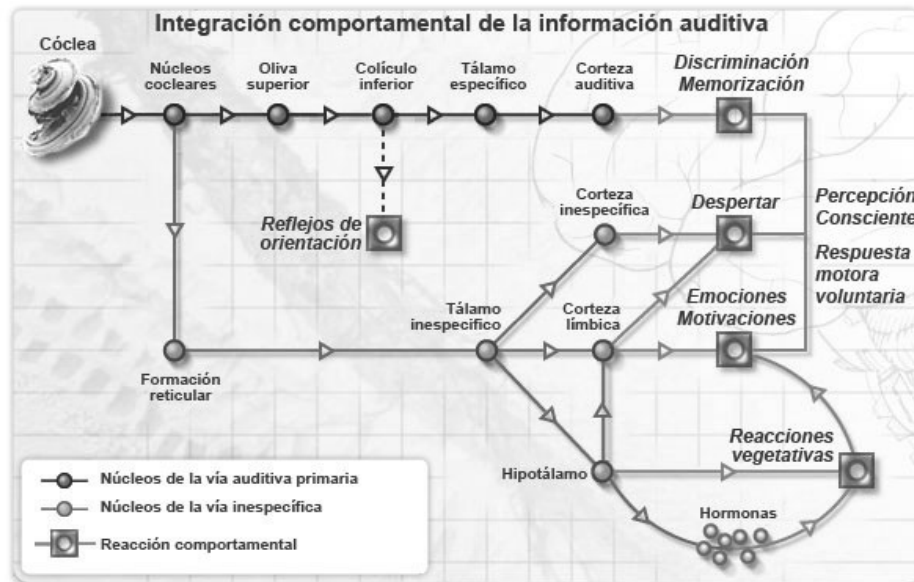 Integración comportamental de la información auditiva
Cóclea
Núcleos
cocleares
Oliva
superior
Colículo
inferior
Tálamo
específico
Corteza
auditiva
Discriminación
Memorización
Reflejos de
orientación
Corteza
inespecífica
Despertar
Percepción
Consciente
Respuesta
motora
voluntaria
Tálamo
inespecifico
Corteza
límbica
Emociones
Motivaciones
Formación
reticular
Hipotálamo
Reacciones
vegetativas
Hormonas
Núcleos de la vía auditiva primaria
Núcleos de la vía inespecífica
Reacción comportamental